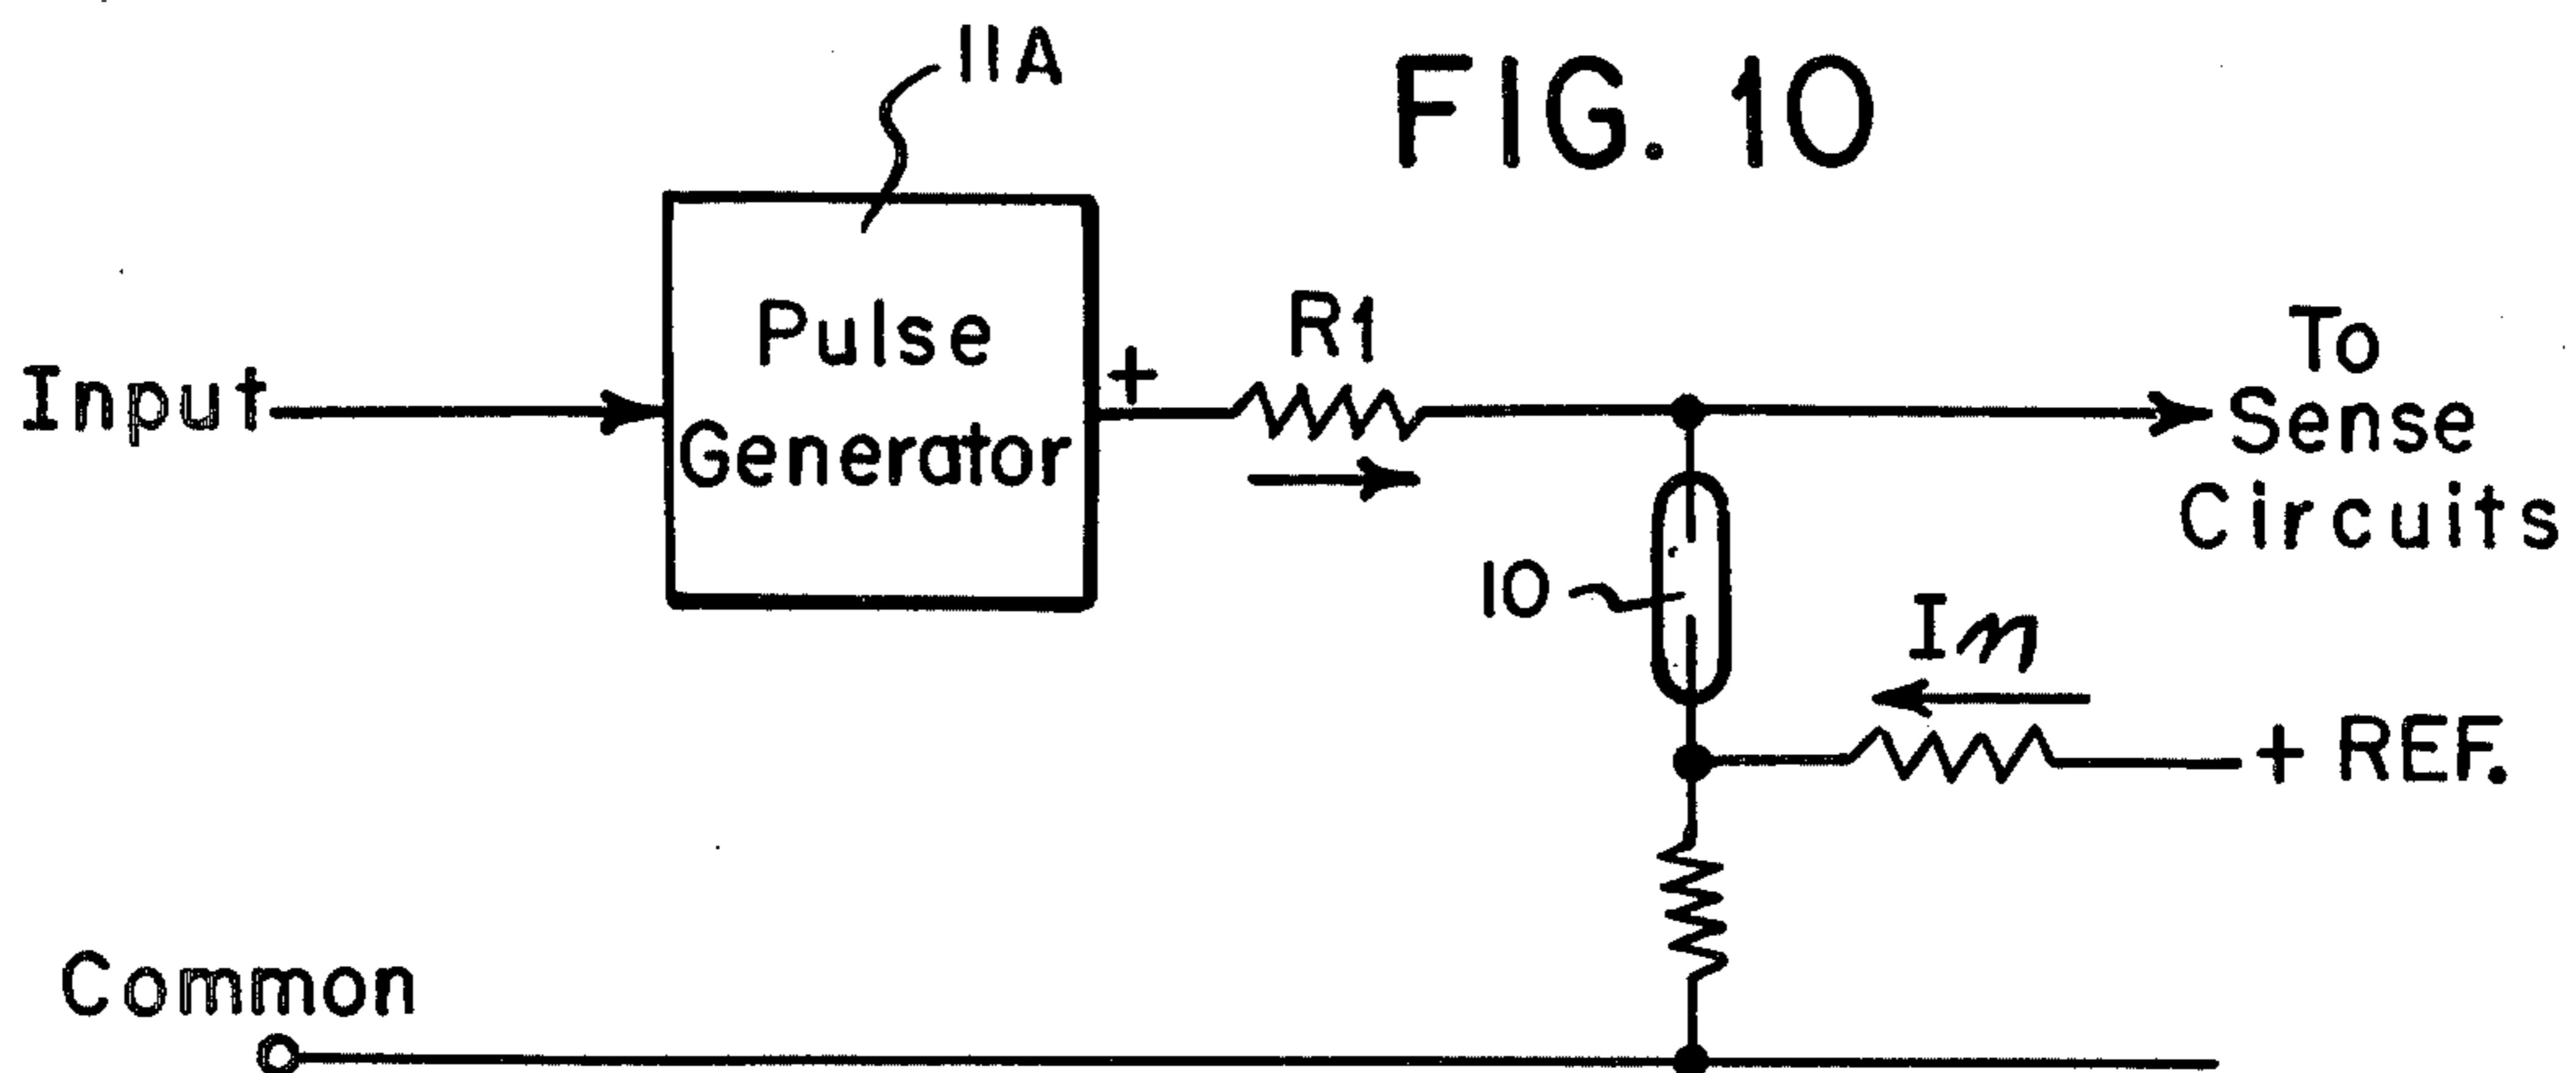 11A
FIG. 10
Pulse
Generator
Input
+
R1
To
Sense
Circuits
10
In
+ REF.
Common